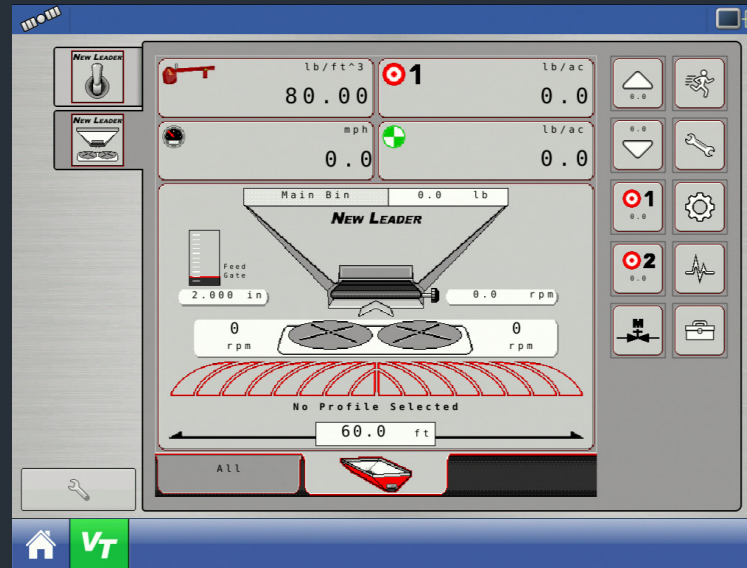 NEW LEADER
NEW LEADER
lb/ft^3
80.00
1
lb/ac
0.0
mph
0.0
lb/ac
0.0
Main Bin 0.0 lb
NEW LEADER
Feed
Gate
2.000 in
0.0 rpm
0
rpm
0
rpm
No Profile Selected
60.0 ft
All
0.0
0.0
1
0.0
2
0.0
M
VT